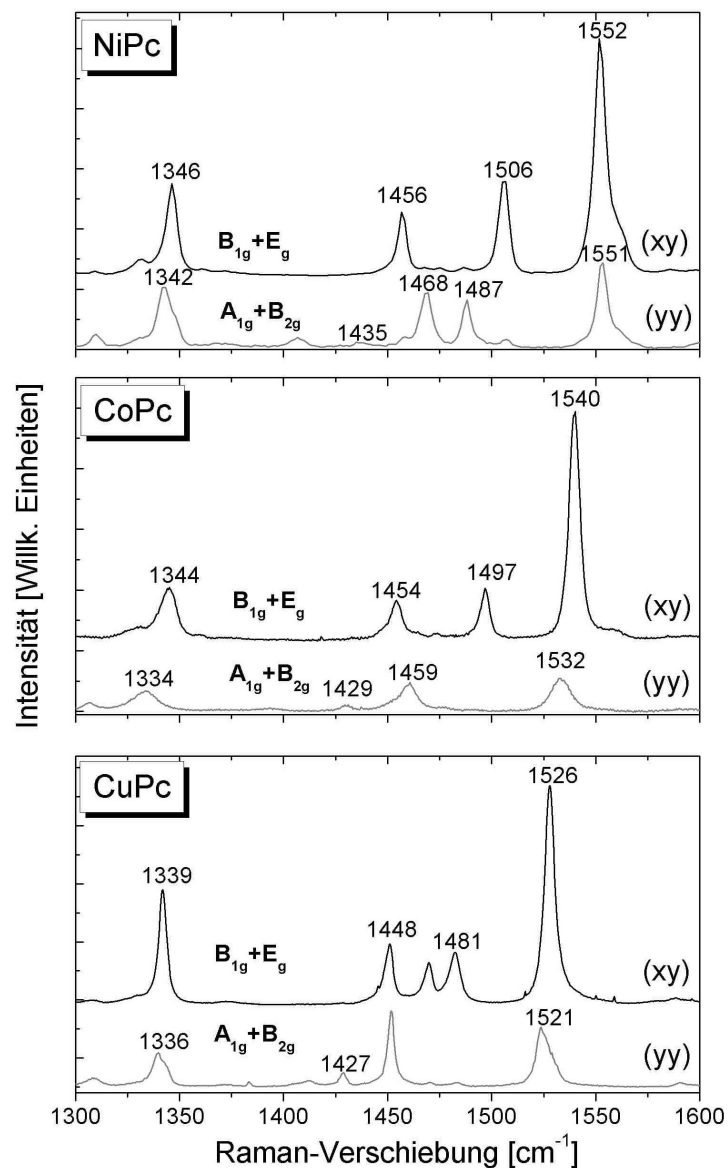 NiPc
1552
1346
1456
1506
B1g+Eg
(xy)
1551
1342
A1g+B2g
1435
1468
1487
(yy)
CoPc
1540
1344
B1g+Eg
1454
1497
(xy)
1334
A1g+B2g
1429
1459
1532
(yy)
CuPc
1526
1339
B1g+Eg
1448
1481
(xy)
1336
A1g+B2g
1427
1521
(yy)
1300 1350 1400 1450 1500 1550 1600
Raman-Verschiebung [cm-1]
Intensität [Willk. Einheiten]